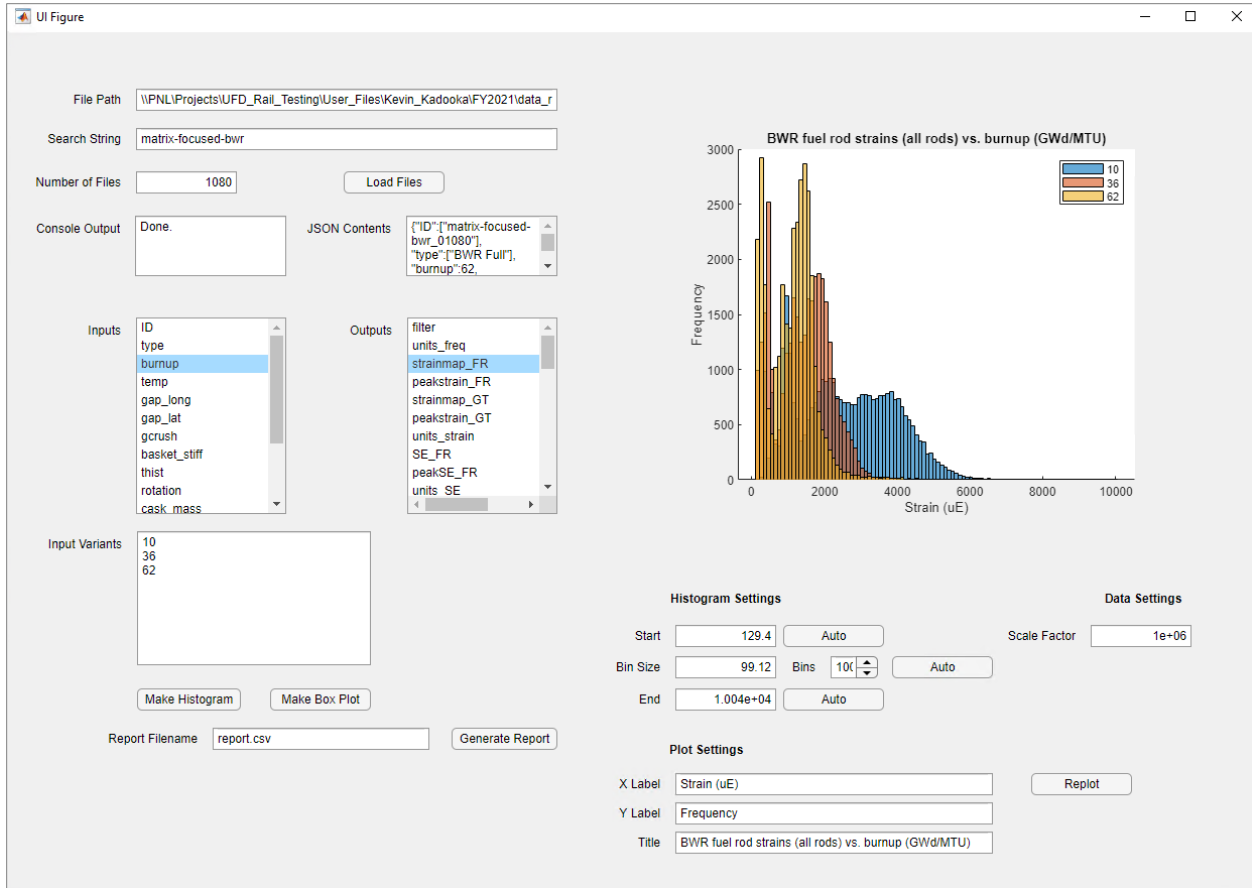 UI Figure
File Path \\PNL\Projects\UFD_Rail_Testing\User_Files\Kevin_Kadooka\FY2021\data_r
Search String matrix-focused-bwr
Number of Files 1080 Load Files
Console Output Done.
JSON Contents {"ID":["matrix-focused-
bwr_01080"],
"type":["BWR Full"],
"burnup":62,
Inputs
ID
type
burnup
temp
gap_long
gap_lat
gcrush
basket_stiff
thist
rotation
cask_mass
Outputs
filter
units_freq
strainmap_FR
peakstrain_FR
strainmap_GT
peakstrain_GT
units_strain
SE_FR
peakSE_FR
units_SE
Input Variants
10
36
62
Make Histogram Make Box Plot
Report Filename report.csv Generate Report
BWR fuel rod strains (all rods) vs. burnup (GWd/MTU)
3000
2500
2000
1500
1000
500
0
Frequency
10
36
62
0 2000 4000 6000 8000 10000
Strain (uE)
Histogram Settings
Start 129.4 Auto
Bin Size 99.12 Bins Auto
End 1.004e+04 Auto
Data Settings
Scale Factor 1e+06
Plot Settings
X Label Strain (uE) Replot
Y Label Frequency
Title BWR fuel rod strains (all rods) vs. burnup (GWd/MTU)